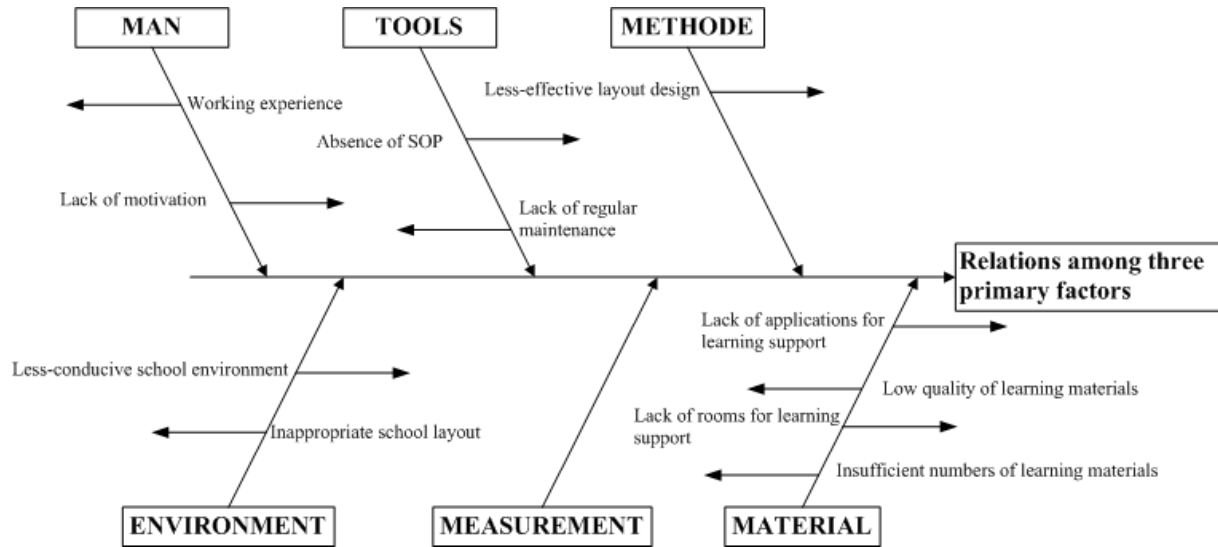 MAN
TOOLS
METHODE
Less-effective layout design
Working experience
Absence of SOP
Lack of motivation
Lack of regular
maintenance
Relations among three
primary factors
Lack of applications for
learning support
Less-conducive school environment
Low quality of learning materials
Lack of rooms for learning
support
Inappropriate school layout
Insufficient numbers of learning materials
ENVIRONMENT
MEASUREMENT
MATERIAL